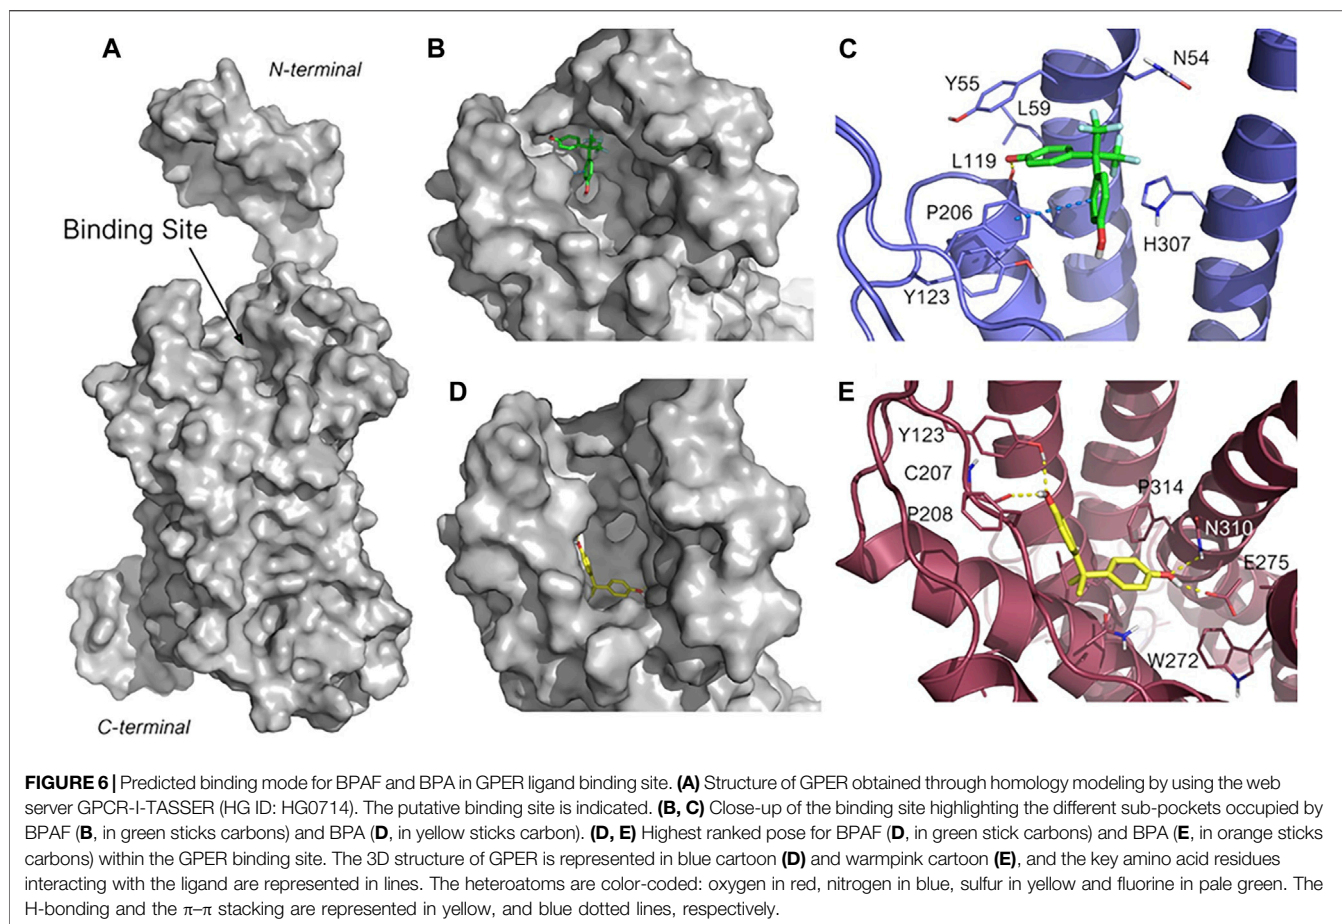 A
N-terminal
Binding Site
C-terminal
B
C
N54
Y55
L59
L119
P206
H307
Y123
D
E
Y123
C207
P208
P314
N310
E275
W272
FIGURE 6 | Predicted binding mode for BPAF and BPA in GPER ligand binding site. (A) Structure of GPER obtained through homology modeling by using the web
server GPCR-I-TASSER (HG ID: HG0714). The putative binding site is indicated. (B, C) Close-up of the binding site highlighting the different sub-pockets occupied by
BPAF (B, in green sticks carbons) and BPA (D, in yellow sticks carbon). (D, E) Highest ranked pose for BPAF (D, in green stick carbons) and BPA (E, in orange sticks
carbons) within the GPER binding site. The 3D structure of GPER is represented in blue cartoon (D) and warmpink cartoon (E), and the key amino acid residues
interacting with the ligand are represented in lines. The heteroatoms are color-coded: oxygen in red, nitrogen in blue, sulfur in yellow and fluorine in pale green. The
H-bonding and the π–π stacking are represented in yellow, and blue dotted lines, respectively.